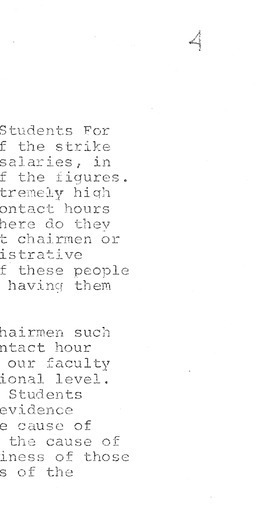 4
Students For
f the strike
salaries, in
f the figures.
tremely high
ontact hours
here do they
t chairmen or
istrative
f these people
having them
hairmen such
ntact hour
our faculty
ional level.
Students
evidence
e cause of
the cause of
iness of those
s of the